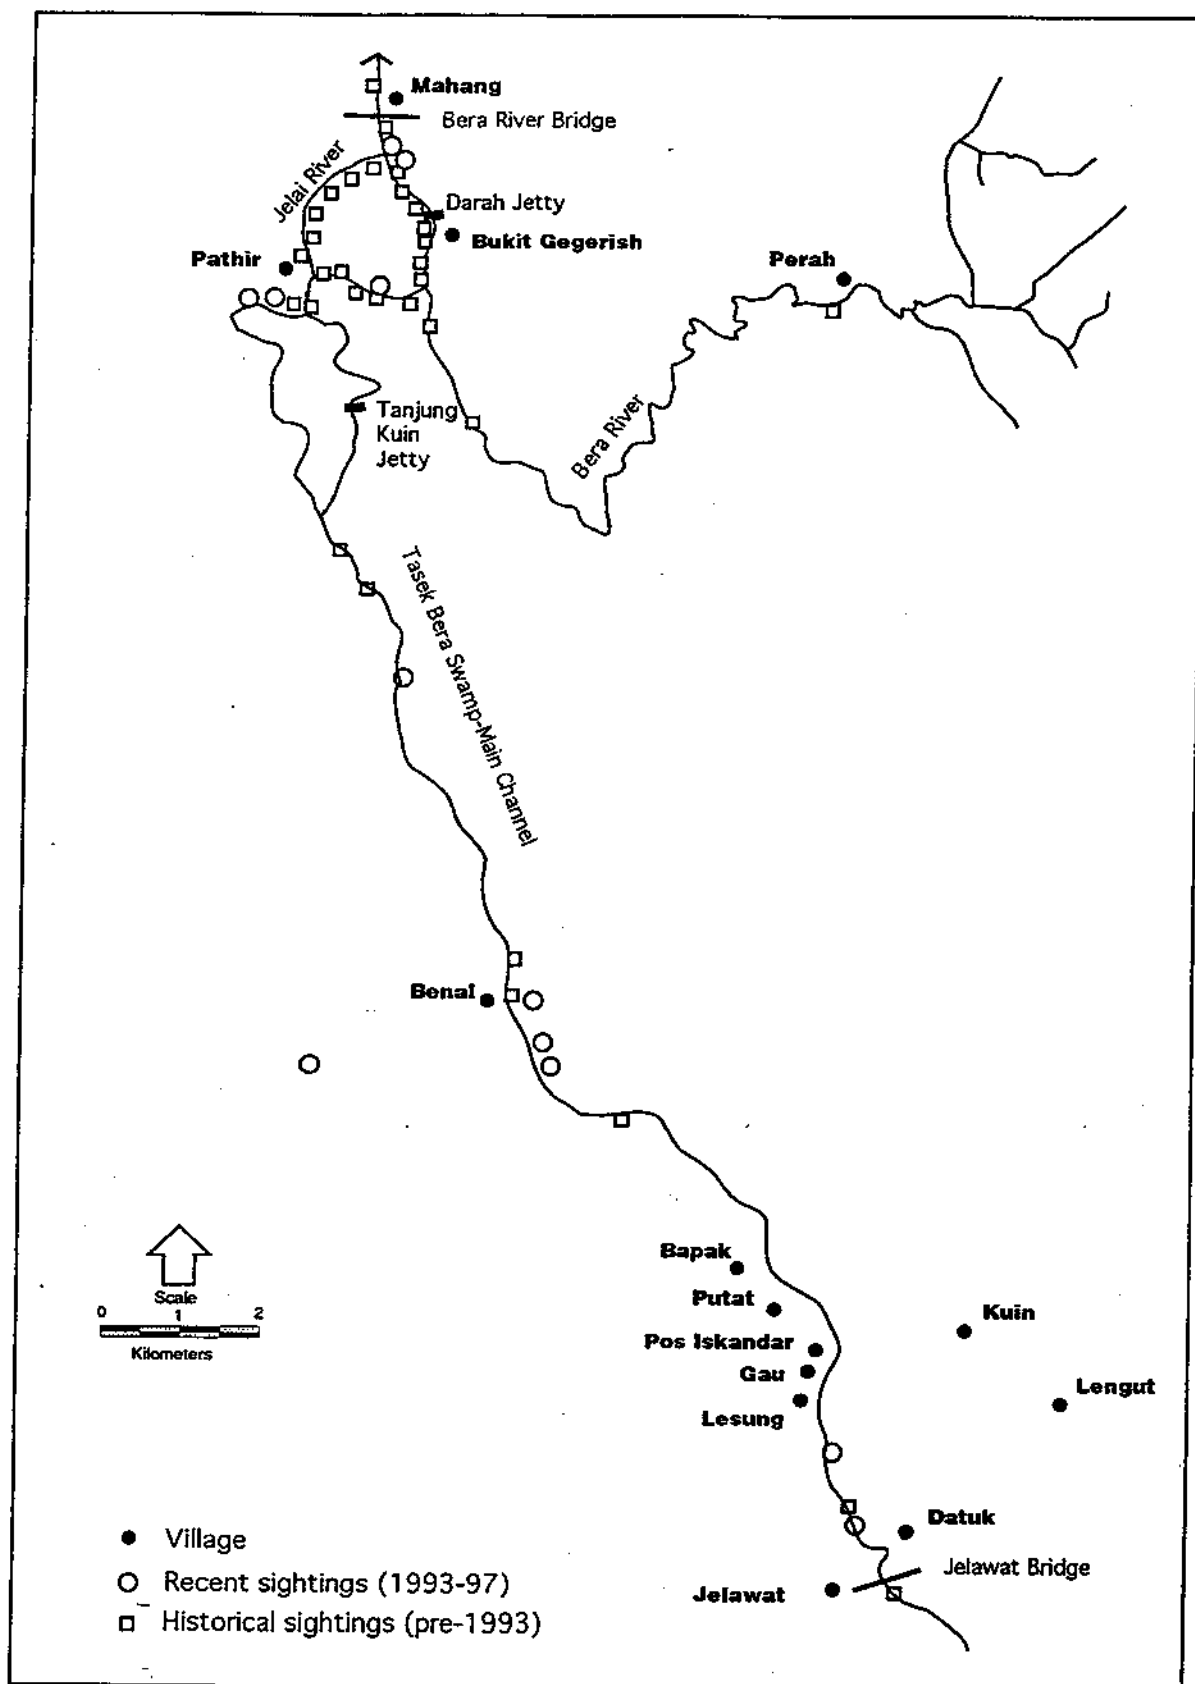 Mahang
Bera River Bridge
Jelai River
Darah Jetty
Bukit Gegerish
Pathir
Perah
Tanjung
Kuin
Jetty
Bera River
Tasek Bera Swamp-Main Channel
Benai
Bapak
Putat
Pos Iskandar
Gau
Lesung
Kuin
Lengut
Scale
0 1 2
Kilometers
Datuk
Jelawat Bridge
Jelawat
Village
Recent sightings (1993-97)
Historical sightings (pre-1993)